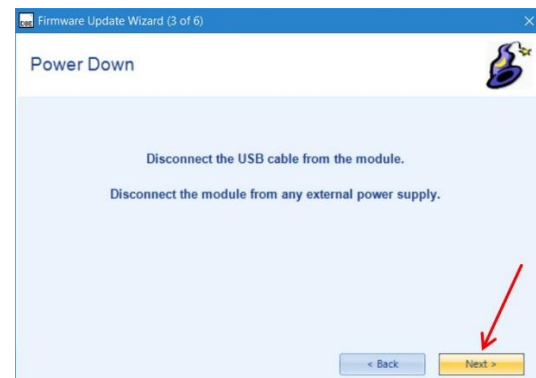 Firmware Update Wizard (3 of 6)
Power Down
Disconnect the USB cable from the module.
Disconnect the module from any external power supply.
< Back
Next >